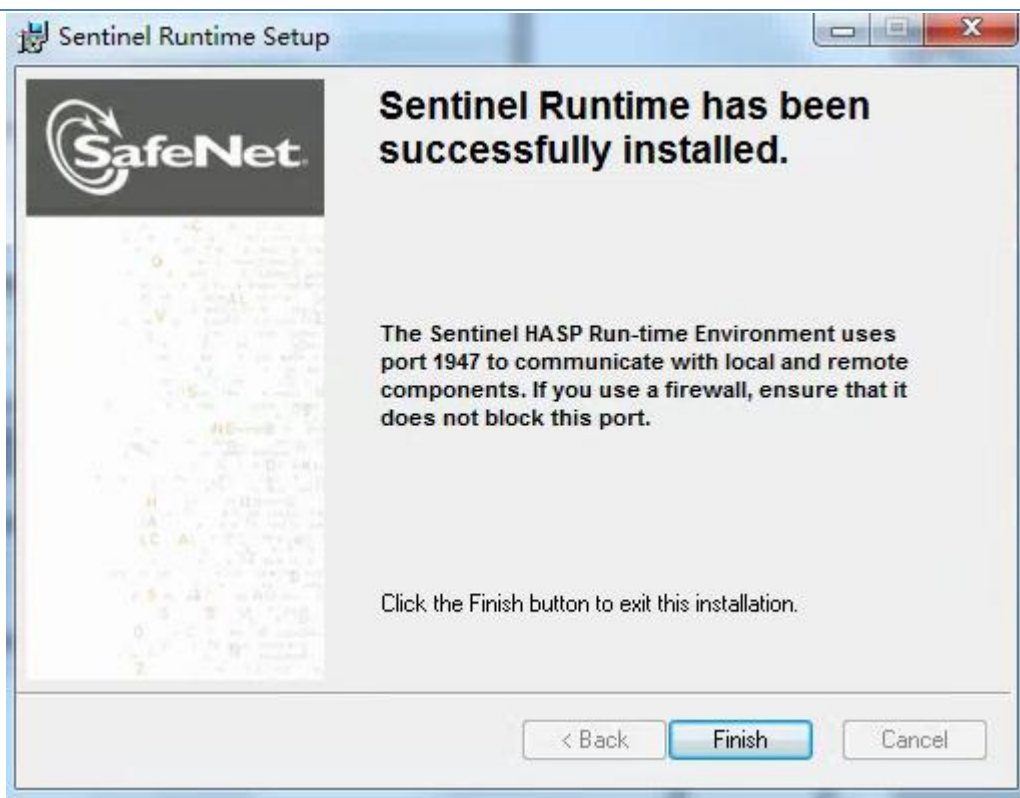 Sentinel Runtime Setup
SafeNet.
Sentinel Runtime has been
successfully installed.
The Sentinel HASP Run-time Environment uses
port 1947 to communicate with local and remote
components. If you use a firewall, ensure that it
does not block this port.
Click the Finish button to exit this installation.
< Back
Finish
Cancel